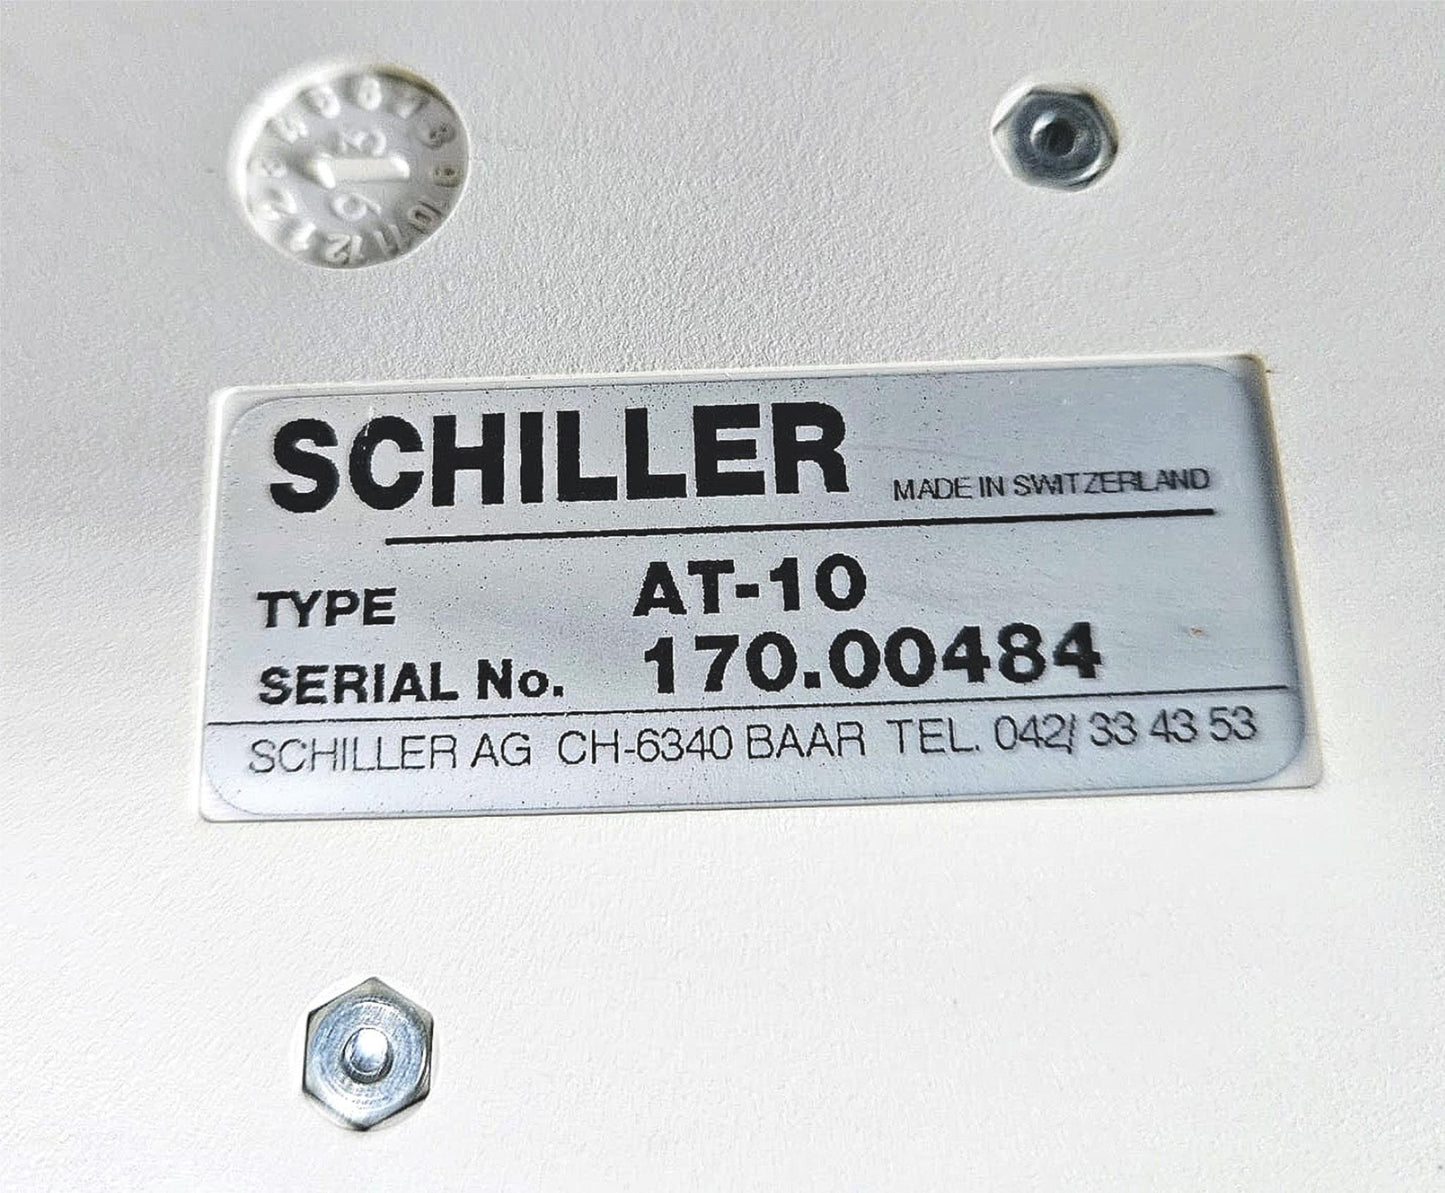 SCHILLER MADE IN SWITZERLAND
TYPE AT-10
SERIAL No. 170.00484
SCHILLER AG CH-6340 BAAR TEL. 042/ 33 43 53